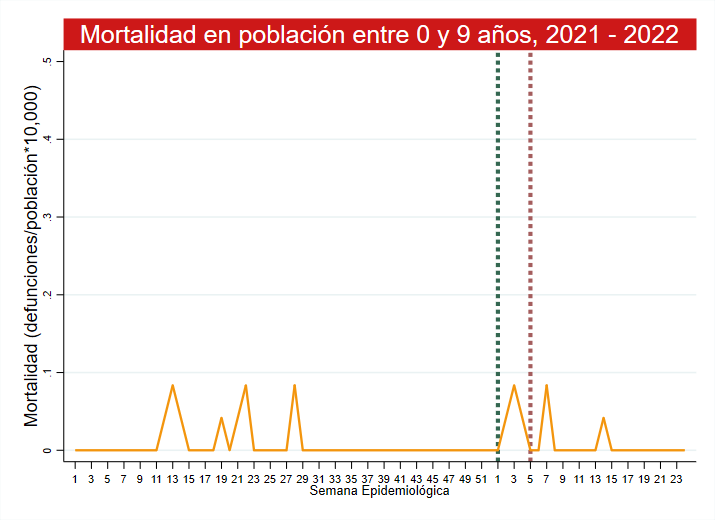 Mortalidad en población entre 0 y 9 años, 2021 - 2022
Mortalidad (defunciones/población*10,000)
.5
.4
.3
.2
.1
0
1 3 5 7 9 11 13 15 17 19 21 23 25 27 29 31 33 35 37 39 41 43 45 47 49 51 1 3 5 7 9 11 13 15 17 19 21 23
Semana Epidemiológica